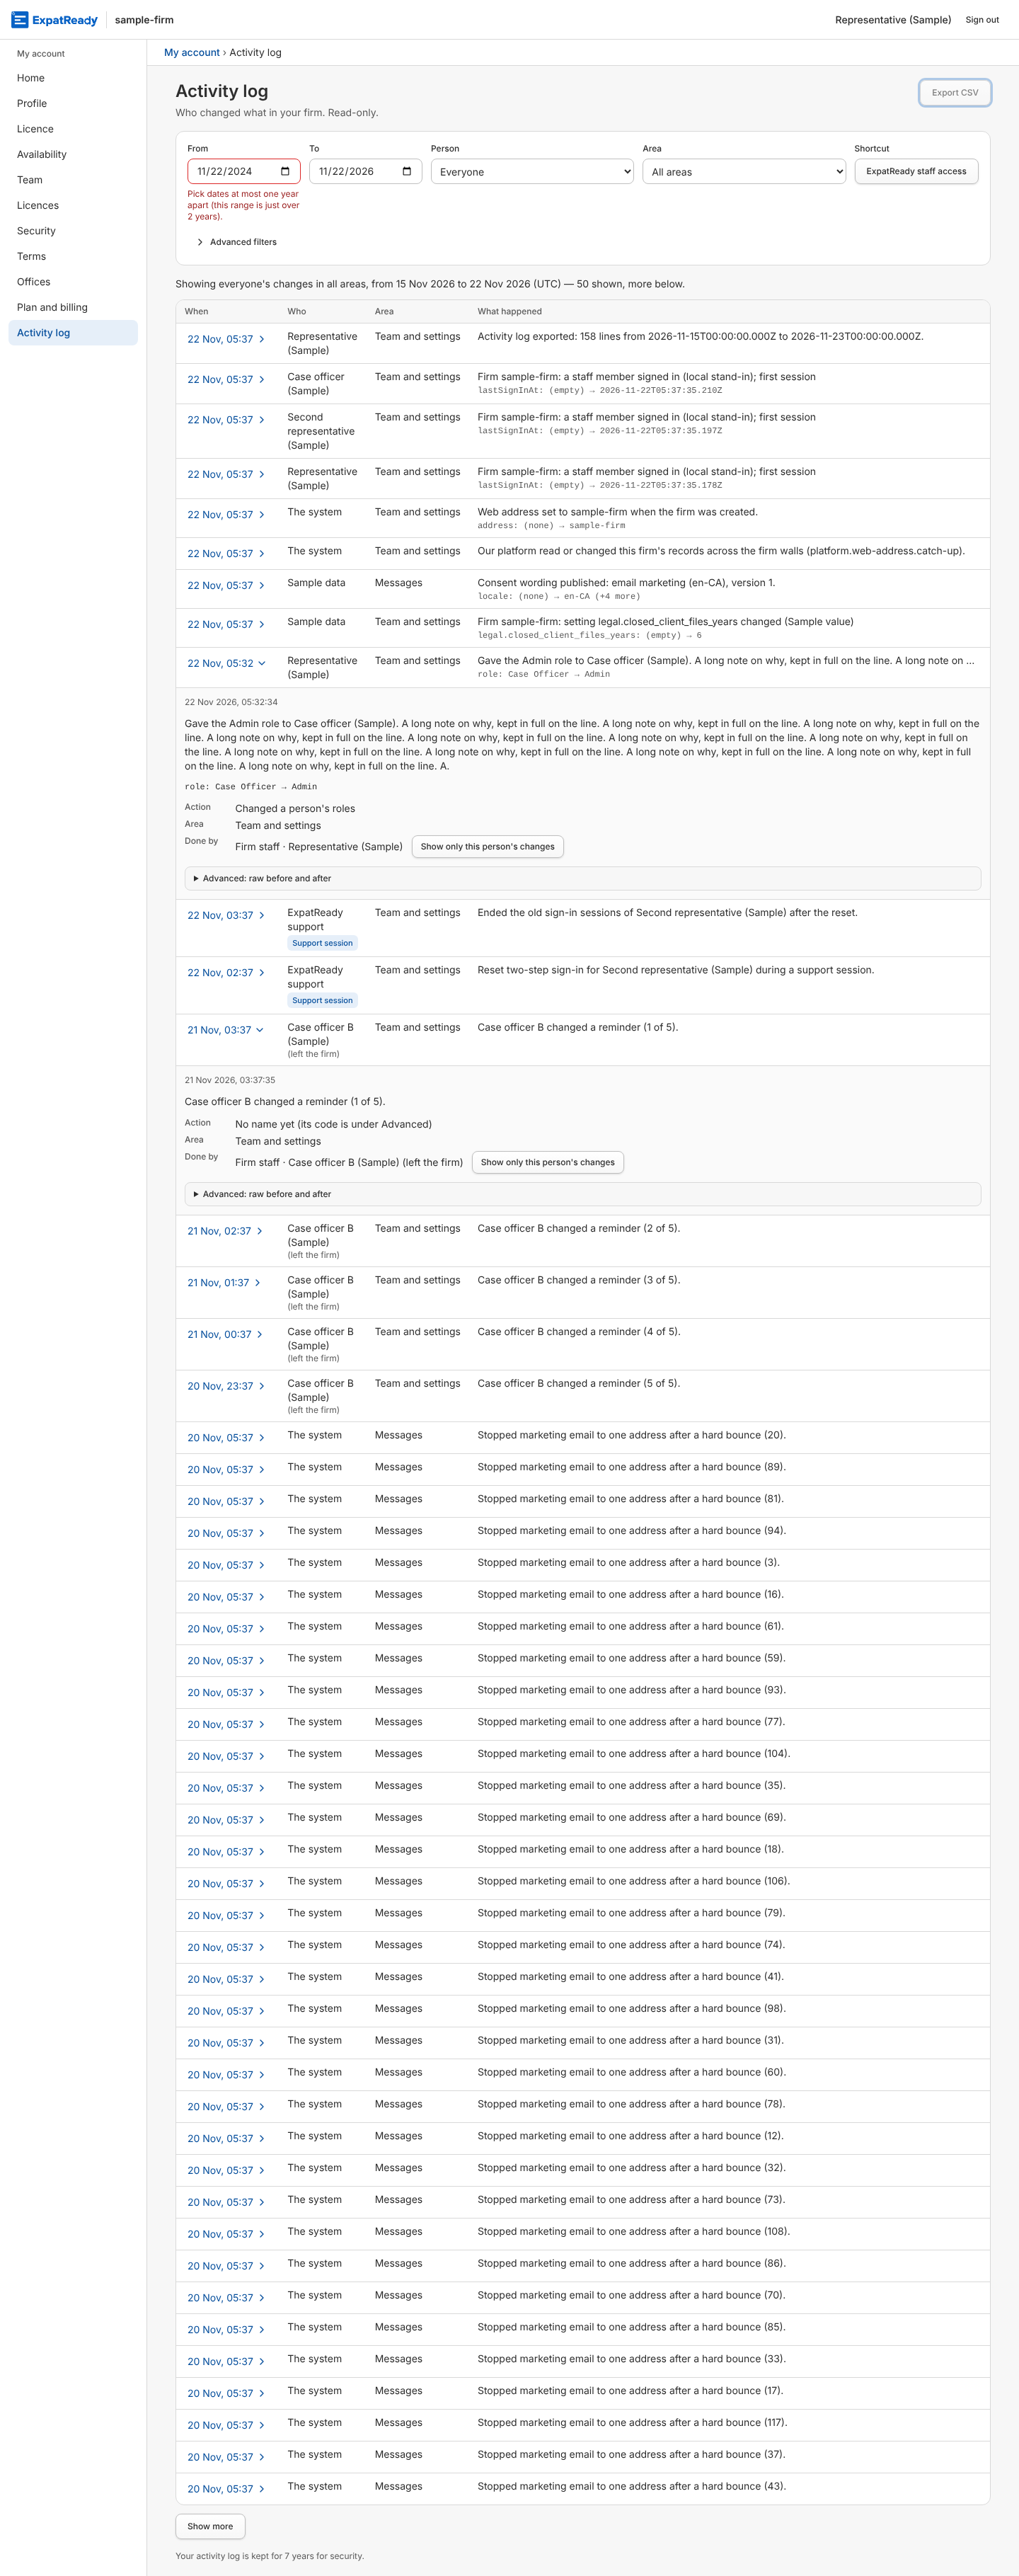 ExpatReady
sample-firm
Representative (Sample)
Sign out
My account
Home
Profile
Licence
Availability
Team
Licences
Security
Terms
Offices
Plan and billing
Activity log
My account › Activity log
Activity log
Export CSV
Who changed what in your firm. Read-only.
From
To
Person
Area
Shortcut
11/22/2024
11/22/2026
Everyone
All areas
ExpatReady staff access
Pick dates at most one year
apart (this range is just over
2 years).
Advanced filters
Showing everyone's changes in all areas, from 15 Nov 2026 to 22 Nov 2026 (UTC) — 50 shown, more below.
When Who Area What happened
22 Nov, 05:37 Representative Team and settings Activity log exported: 158 lines from 2026-11-15T00:00:00.000Z to 2026-11-23T00:00:00.000Z.
(Sample)
22 Nov, 05:37 Case officer Team and settings Firm sample-firm: a staff member signed in (local stand-in); first session
(Sample) lastSignInAt: (empty) → 2026-11-22T05:37:35.210Z
22 Nov, 05:37 Second Team and settings Firm sample-firm: a staff member signed in (local stand-in); first session
representative lastSignInAt: (empty) → 2026-11-22T05:37:35.197Z
(Sample)
22 Nov, 05:37 Representative Team and settings Firm sample-firm: a staff member signed in (local stand-in); first session
(Sample) lastSignInAt: (empty) → 2026-11-22T05:37:35.178Z
22 Nov, 05:37 The system Team and settings Web address set to sample-firm when the firm was created.
address: (none) → sample-firm
22 Nov, 05:37 The system Team and settings Our platform read or changed this firm's records across the firm walls (platform.web-address.catch-up).
22 Nov, 05:37 Sample data Messages Consent wording published: email marketing (en-CA), version 1.
locale: (none) → en-CA (+4 more)
22 Nov, 05:37 Sample data Team and settings Firm sample-firm: setting legal.closed_client_files_years changed (Sample value)
legal.closed_client_files_years: (empty) → 6
22 Nov, 05:32 Representative Team and settings Gave the Admin role to Case officer (Sample). A long note on why, kept in full on the line. A long note on ...
(Sample) role: Case Officer → Admin
22 Nov 2026, 05:32:34
Gave the Admin role to Case officer (Sample). A long note on why, kept in full on the line. A long note on why, kept in full on the line. A long note on why, kept in full on the
line. A long note on why, kept in full on the line. A long note on why, kept in full on the line. A long note on why, kept in full on the line. A long note on why, kept in full on
the line. A long note on why, kept in full on the line. A long note on why, kept in full on the line. A long note on why, kept in full on the line. A long note on why, kept in full
on the line. A long note on why, kept in full on the line. A.
role: Case Officer → Admin
Action Changed a person's roles
Area Team and settings
Done by Firm staff · Representative (Sample) Show only this person's changes
Advanced: raw before and after
22 Nov, 03:37 ExpatReady Team and settings Ended the old sign-in sessions of Second representative (Sample) after the reset.
support
Support session
22 Nov, 02:37 ExpatReady Team and settings Reset two-step sign-in for Second representative (Sample) during a support session.
support
Support session
21 Nov, 03:37 Case officer B Team and settings Case officer B changed a reminder (1 of 5).
(Sample)
(left the firm)
21 Nov 2026, 03:37:35
Case officer B changed a reminder (1 of 5).
Action No name yet (its code is under Advanced)
Area Team and settings
Done by Firm staff · Case officer B (Sample) (left the firm) Show only this person's changes
Advanced: raw before and after
21 Nov, 02:37 Case officer B Team and settings Case officer B changed a reminder (2 of 5).
(Sample)
(left the firm)
21 Nov, 01:37 Case officer B Team and settings Case officer B changed a reminder (3 of 5).
(Sample)
(left the firm)
21 Nov, 00:37 Case officer B Team and settings Case officer B changed a reminder (4 of 5).
(Sample)
(left the firm)
20 Nov, 23:37 Case officer B Team and settings Case officer B changed a reminder (5 of 5).
(Sample)
(left the firm)
20 Nov, 05:37 The system Messages Stopped marketing email to one address after a hard bounce (20).
20 Nov, 05:37 The system Messages Stopped marketing email to one address after a hard bounce (89).
20 Nov, 05:37 The system Messages Stopped marketing email to one address after a hard bounce (81).
20 Nov, 05:37 The system Messages Stopped marketing email to one address after a hard bounce (94).
20 Nov, 05:37 The system Messages Stopped marketing email to one address after a hard bounce (3).
20 Nov, 05:37 The system Messages Stopped marketing email to one address after a hard bounce (16).
20 Nov, 05:37 The system Messages Stopped marketing email to one address after a hard bounce (61).
20 Nov, 05:37 The system Messages Stopped marketing email to one address after a hard bounce (59).
20 Nov, 05:37 The system Messages Stopped marketing email to one address after a hard bounce (93).
20 Nov, 05:37 The system Messages Stopped marketing email to one address after a hard bounce (77).
20 Nov, 05:37 The system Messages Stopped marketing email to one address after a hard bounce (104).
20 Nov, 05:37 The system Messages Stopped marketing email to one address after a hard bounce (35).
20 Nov, 05:37 The system Messages Stopped marketing email to one address after a hard bounce (69).
20 Nov, 05:37 The system Messages Stopped marketing email to one address after a hard bounce (18).
20 Nov, 05:37 The system Messages Stopped marketing email to one address after a hard bounce (106).
20 Nov, 05:37 The system Messages Stopped marketing email to one address after a hard bounce (79).
20 Nov, 05:37 The system Messages Stopped marketing email to one address after a hard bounce (74).
20 Nov, 05:37 The system Messages Stopped marketing email to one address after a hard bounce (41).
20 Nov, 05:37 The system Messages Stopped marketing email to one address after a hard bounce (98).
20 Nov, 05:37 The system Messages Stopped marketing email to one address after a hard bounce (31).
20 Nov, 05:37 The system Messages Stopped marketing email to one address after a hard bounce (60).
20 Nov, 05:37 The system Messages Stopped marketing email to one address after a hard bounce (78).
20 Nov, 05:37 The system Messages Stopped marketing email to one address after a hard bounce (12).
20 Nov, 05:37 The system Messages Stopped marketing email to one address after a hard bounce (32).
20 Nov, 05:37 The system Messages Stopped marketing email to one address after a hard bounce (73).
20 Nov, 05:37 The system Messages Stopped marketing email to one address after a hard bounce (108).
20 Nov, 05:37 The system Messages Stopped marketing email to one address after a hard bounce (86).
20 Nov, 05:37 The system Messages Stopped marketing email to one address after a hard bounce (70).
20 Nov, 05:37 The system Messages Stopped marketing email to one address after a hard bounce (85).
20 Nov, 05:37 The system Messages Stopped marketing email to one address after a hard bounce (33).
20 Nov, 05:37 The system Messages Stopped marketing email to one address after a hard bounce (17).
20 Nov, 05:37 The system Messages Stopped marketing email to one address after a hard bounce (117).
20 Nov, 05:37 The system Messages Stopped marketing email to one address after a hard bounce (37).
20 Nov, 05:37 The system Messages Stopped marketing email to one address after a hard bounce (43).
Show more
Your activity log is kept for 7 years for security.